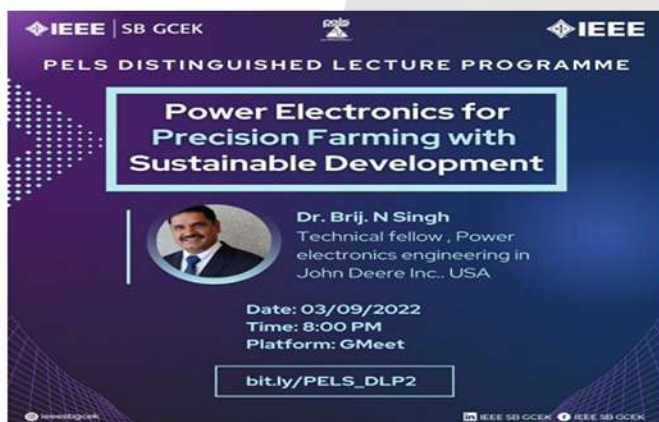 IEEE SB GCEK
pels
IEEE
PELS DISTINGUISHED LECTURE PROGRAMME
Power Electronics for
Precision Farming with
Sustainable Development
Dr. Brij. N Singh
Technical fellow , Power
electronics engineering in
John Deere Inc.. USA
Date: 03/09/2022
Time: 8:00 PM
Platform: GMeet
bit.ly/PELS_DLP2
ieeesbgcek
in IEEE SB GCEK f IEEE SB GCEK